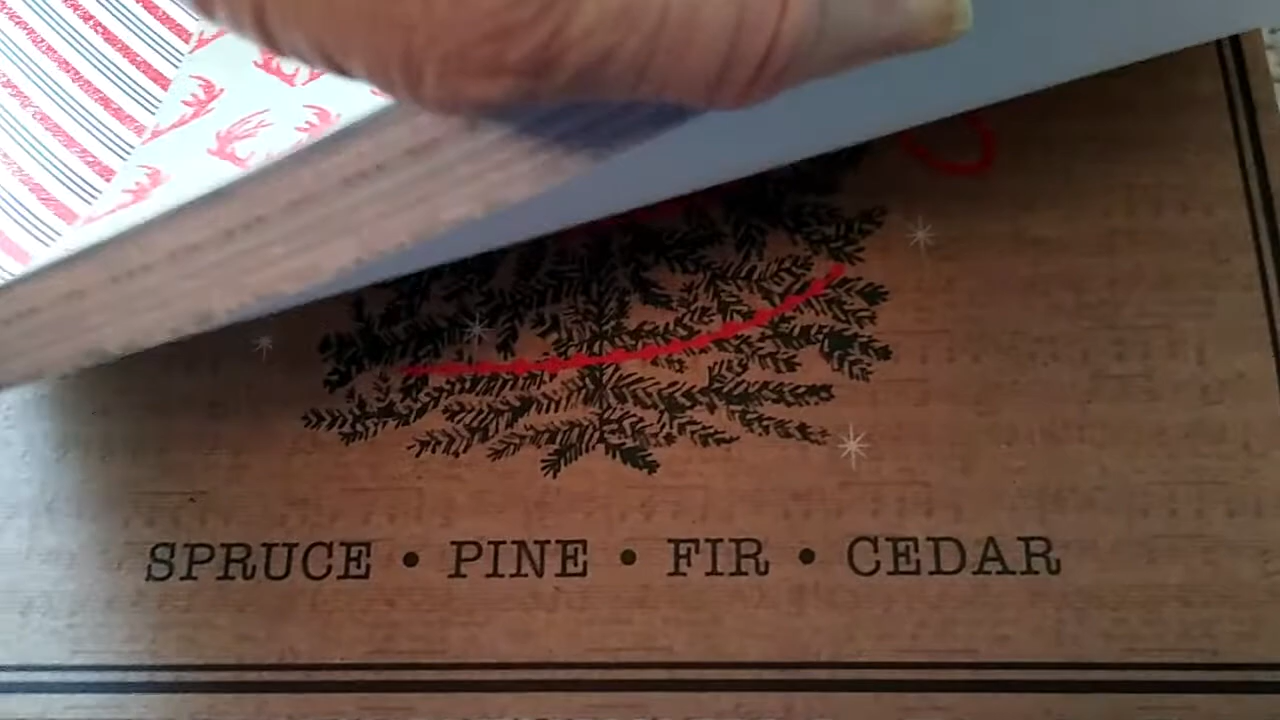 SPRUCE • PINE • FIR • CEDAR